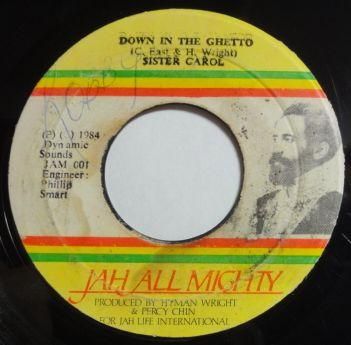 DOWN IN THE GHETTO
(C. East & H. Wright)
SISTER CAROL
1984
Dynamic
Sounds
JAM 001
Engineer:
Phillip
Smart
JAH ALL MIGHTY
PRODUCED BY HYMAN WRIGHT
& PERCY CHIN
FOR JAH LIFE INTERNATIONAL